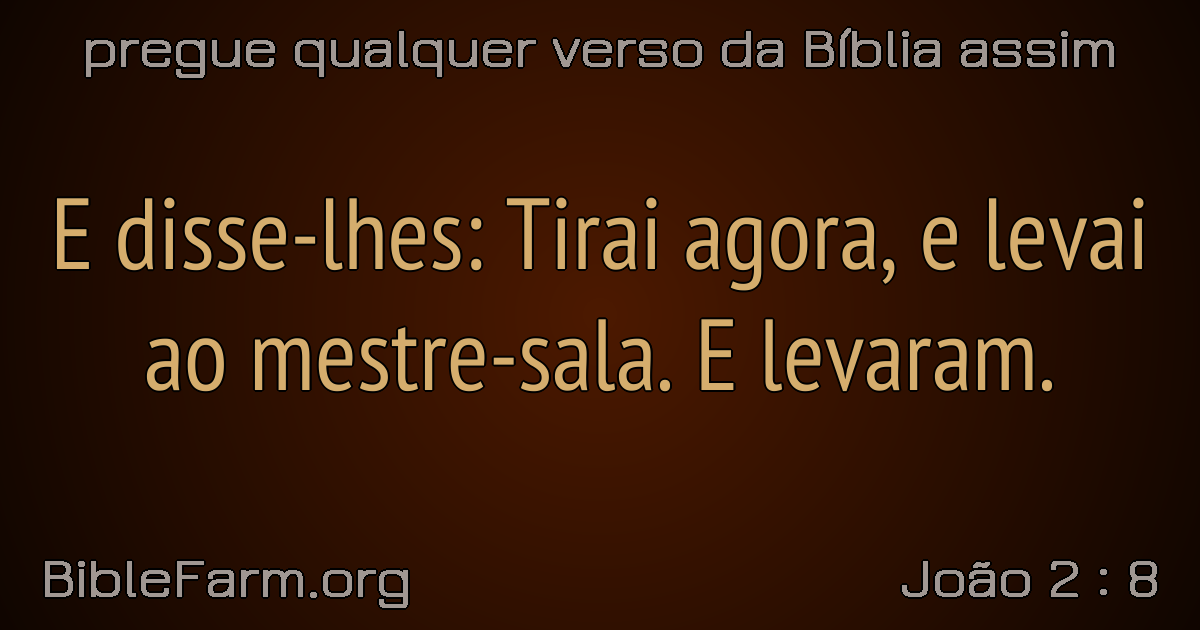 pregue qualquer verso da Bíblia assim
E disse-lhes: Tirai agora, e levai
ao mestre-sala. E levaram.
BibleFarm.org
João 2 : 8